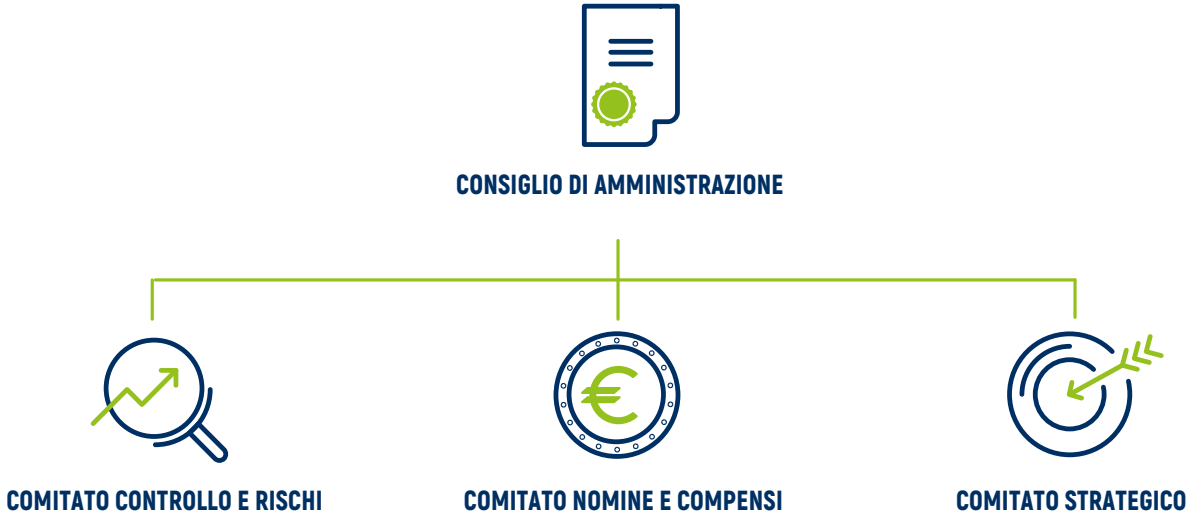 CONSIGLIO DI AMMINISTRAZIONE
COMITATO CONTROLLO E RISCHI
COMITATO NOMINE E COMPENSI
COMITATO STRATEGICO